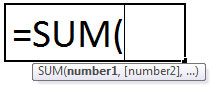 =SUM(
SUM(number1, [number2], ...)